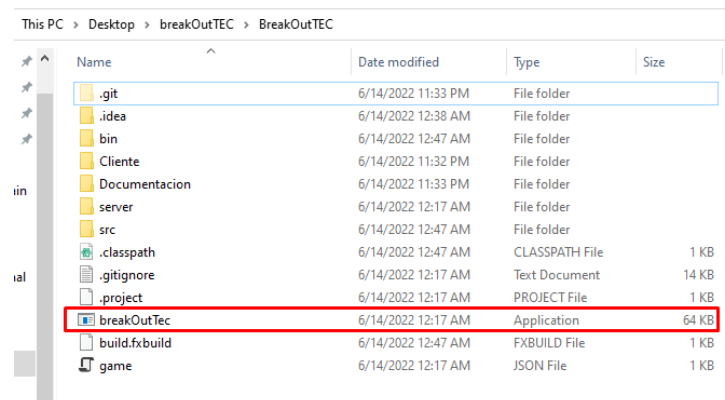 This PC > Desktop > breakOutTEC > BreakOutTEC
Name Date modified Type Size
.git 6/14/2022 11:33 PM File folder
.idea 6/14/2022 12:38 AM File folder
bin 6/14/2022 12:47 AM File folder
Cliente 6/14/2022 11:32 PM File folder
Documentacion 6/14/2022 11:33 PM File folder
server 6/14/2022 12:17 AM File folder
src 6/14/2022 12:47 AM File folder
.classpath 6/14/2022 12:47 AM CLASSPATH File 1 KB
.gitignore 6/14/2022 12:17 AM Text Document 14 KB
.project 6/14/2022 12:17 AM PROJECT File 1 KB
breakOutTec 6/14/2022 12:17 AM Application 64 KB
build.fxbuild 6/14/2022 12:47 AM FXBUILD File 1 KB
game 6/14/2022 12:17 AM JSON File 1 KB